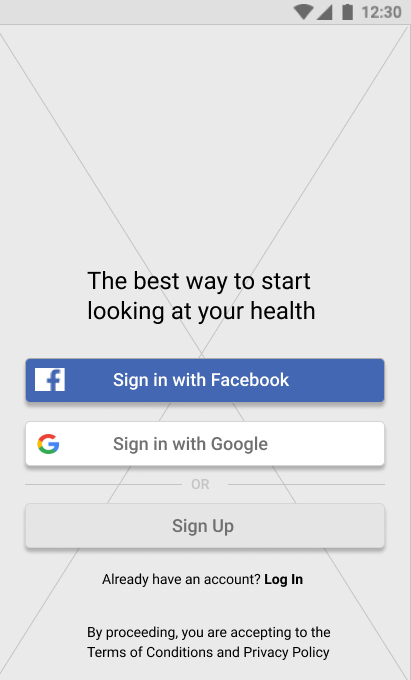 12:30
The best way to start
looking at your health
Sign in with Facebook
Sign in with Google
OR
Sign Up
Already have an account? Log In
By proceeding, you are accepting to the
Terms of Conditions and Privacy Policy